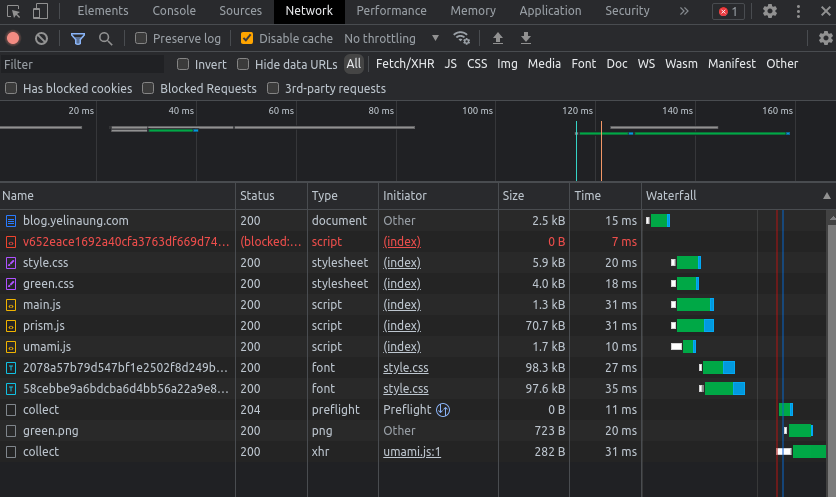 Elements Console Sources Network Performance Memory Application Security » 1
Preserve log Disable cache No throttling
Filter Invert Hide data URLs All Fetch/XHR JS CSS Img Media Font Doc WS Wasm Manifest Other
Has blocked cookies Blocked Requests 3rd-party requests
20 ms 40 ms 60 ms 80 ms 100 ms 120 ms 140 ms 160 ms
Name Status Type Initiator Size Time Waterfall
blog.yelinaung.com 200 document Other 2.5 kB 15 ms
v652eace1692a40cfa3763df669d74... (blocked:... script (index) 0 B 7 ms
style.css 200 stylesheet (index) 5.9 kB 20 ms
green.css 200 stylesheet (index) 4.0 kB 18 ms
main.js 200 script (index) 1.3 kB 31 ms
prism.js 200 script (index) 70.7 kB 31 ms
umami.js 200 script (index) 1.7 kB 10 ms
2078a57b79d547bf1e2502f8d249b... 200 font style.css 98.3 kB 27 ms
58cebbe9a6bdcba6d4bb56a22a9e8... 200 font style.css 97.6 kB 35 ms
collect 204 preflight Preflight 0 B 11 ms
green.png 200 png Other 723 B 20 ms
collect 200 xhr umami.js:1 282 B 31 ms